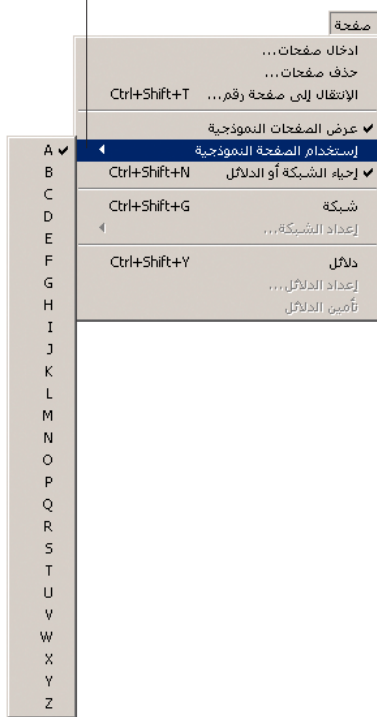 صفحة
ادخال صفحات...
حذف صفحات...
الإنتقال إلى صفحة رقم... Ctrl+Shift+T
✔ عرض الصفحات النموذجية
إستخدام الصفحة النموذجية
✔ إحياء الشبكة أو الدلائل Ctrl+Shift+N
شبكة Ctrl+Shift+G
إعداد الشبكة...
دلائل Ctrl+Shift+Y
إعداد الدلائل...
تأمين الدلائل
A ✔
B
C
D
E
F
G
H
I
J
K
L
M
N
O
P
Q
R
S
T
U
V
W
X
Y
Z